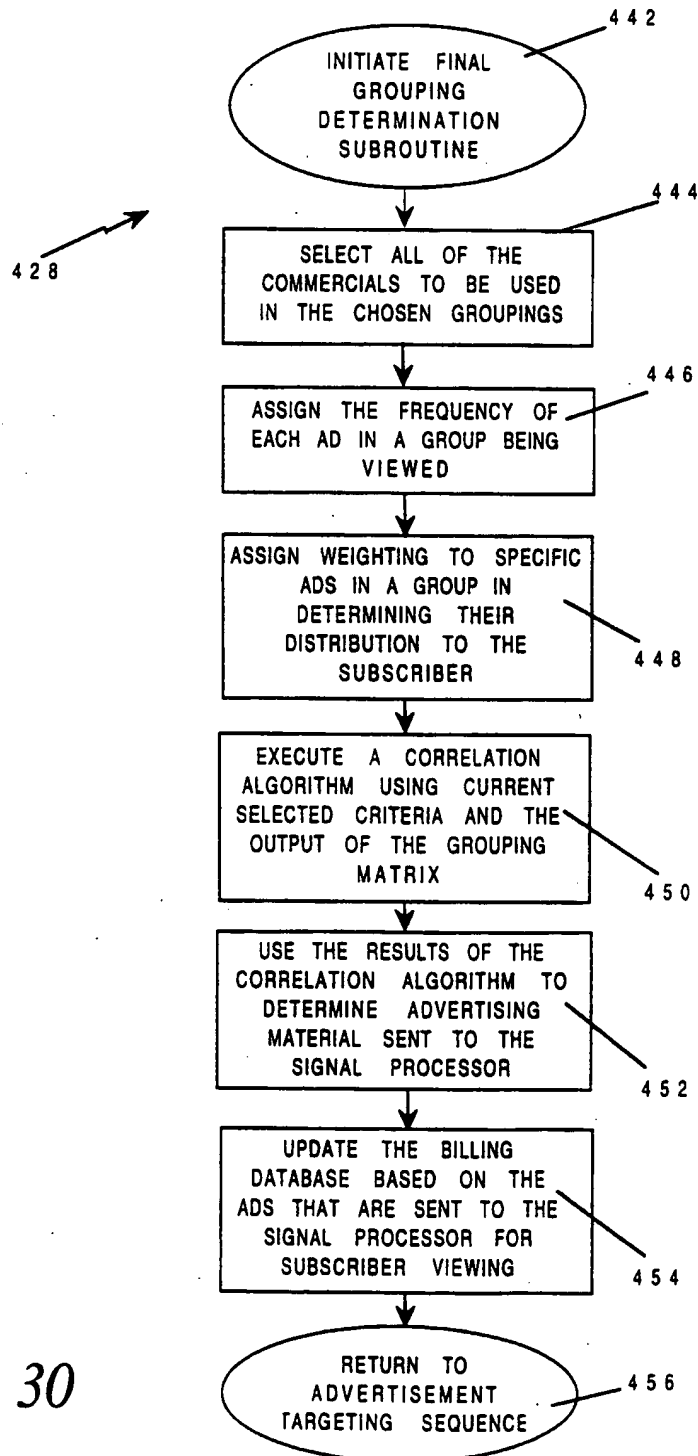 442
INITIATE FINAL
GROUPING
DETERMINATION
SUBROUTINE
428
444
SELECT ALL OF THE
COMMERCIALS TO BE USED
IN THE CHOSEN GROUPINGS
446
ASSIGN THE FREQUENCY OF
EACH AD IN A GROUP BEING
VIEWED
ASSIGN WEIGHTING TO SPECIFIC
ADS IN A GROUP IN
DETERMINING THEIR
DISTRIBUTION TO THE
SUBSCRIBER
448
EXECUTE A CORRELATION
ALGORITHM USING CURRENT
SELECTED CRITERIA AND THE
OUTPUT OF THE GROUPING
MATRIX
450
USE THE RESULTS OF THE
CORRELATION ALGORITHM TO
DETERMINE ADVERTISING
MATERIAL SENT TO THE
SIGNAL PROCESSOR
452
UPDATE THE BILLING
DATABASE BASED ON THE
ADS THAT ARE SENT TO THE
SIGNAL PROCESSOR FOR
SUBSCRIBER VIEWING
454
RETURN TO
ADVERTISEMENT
TARGETING SEQUENCE
456
30